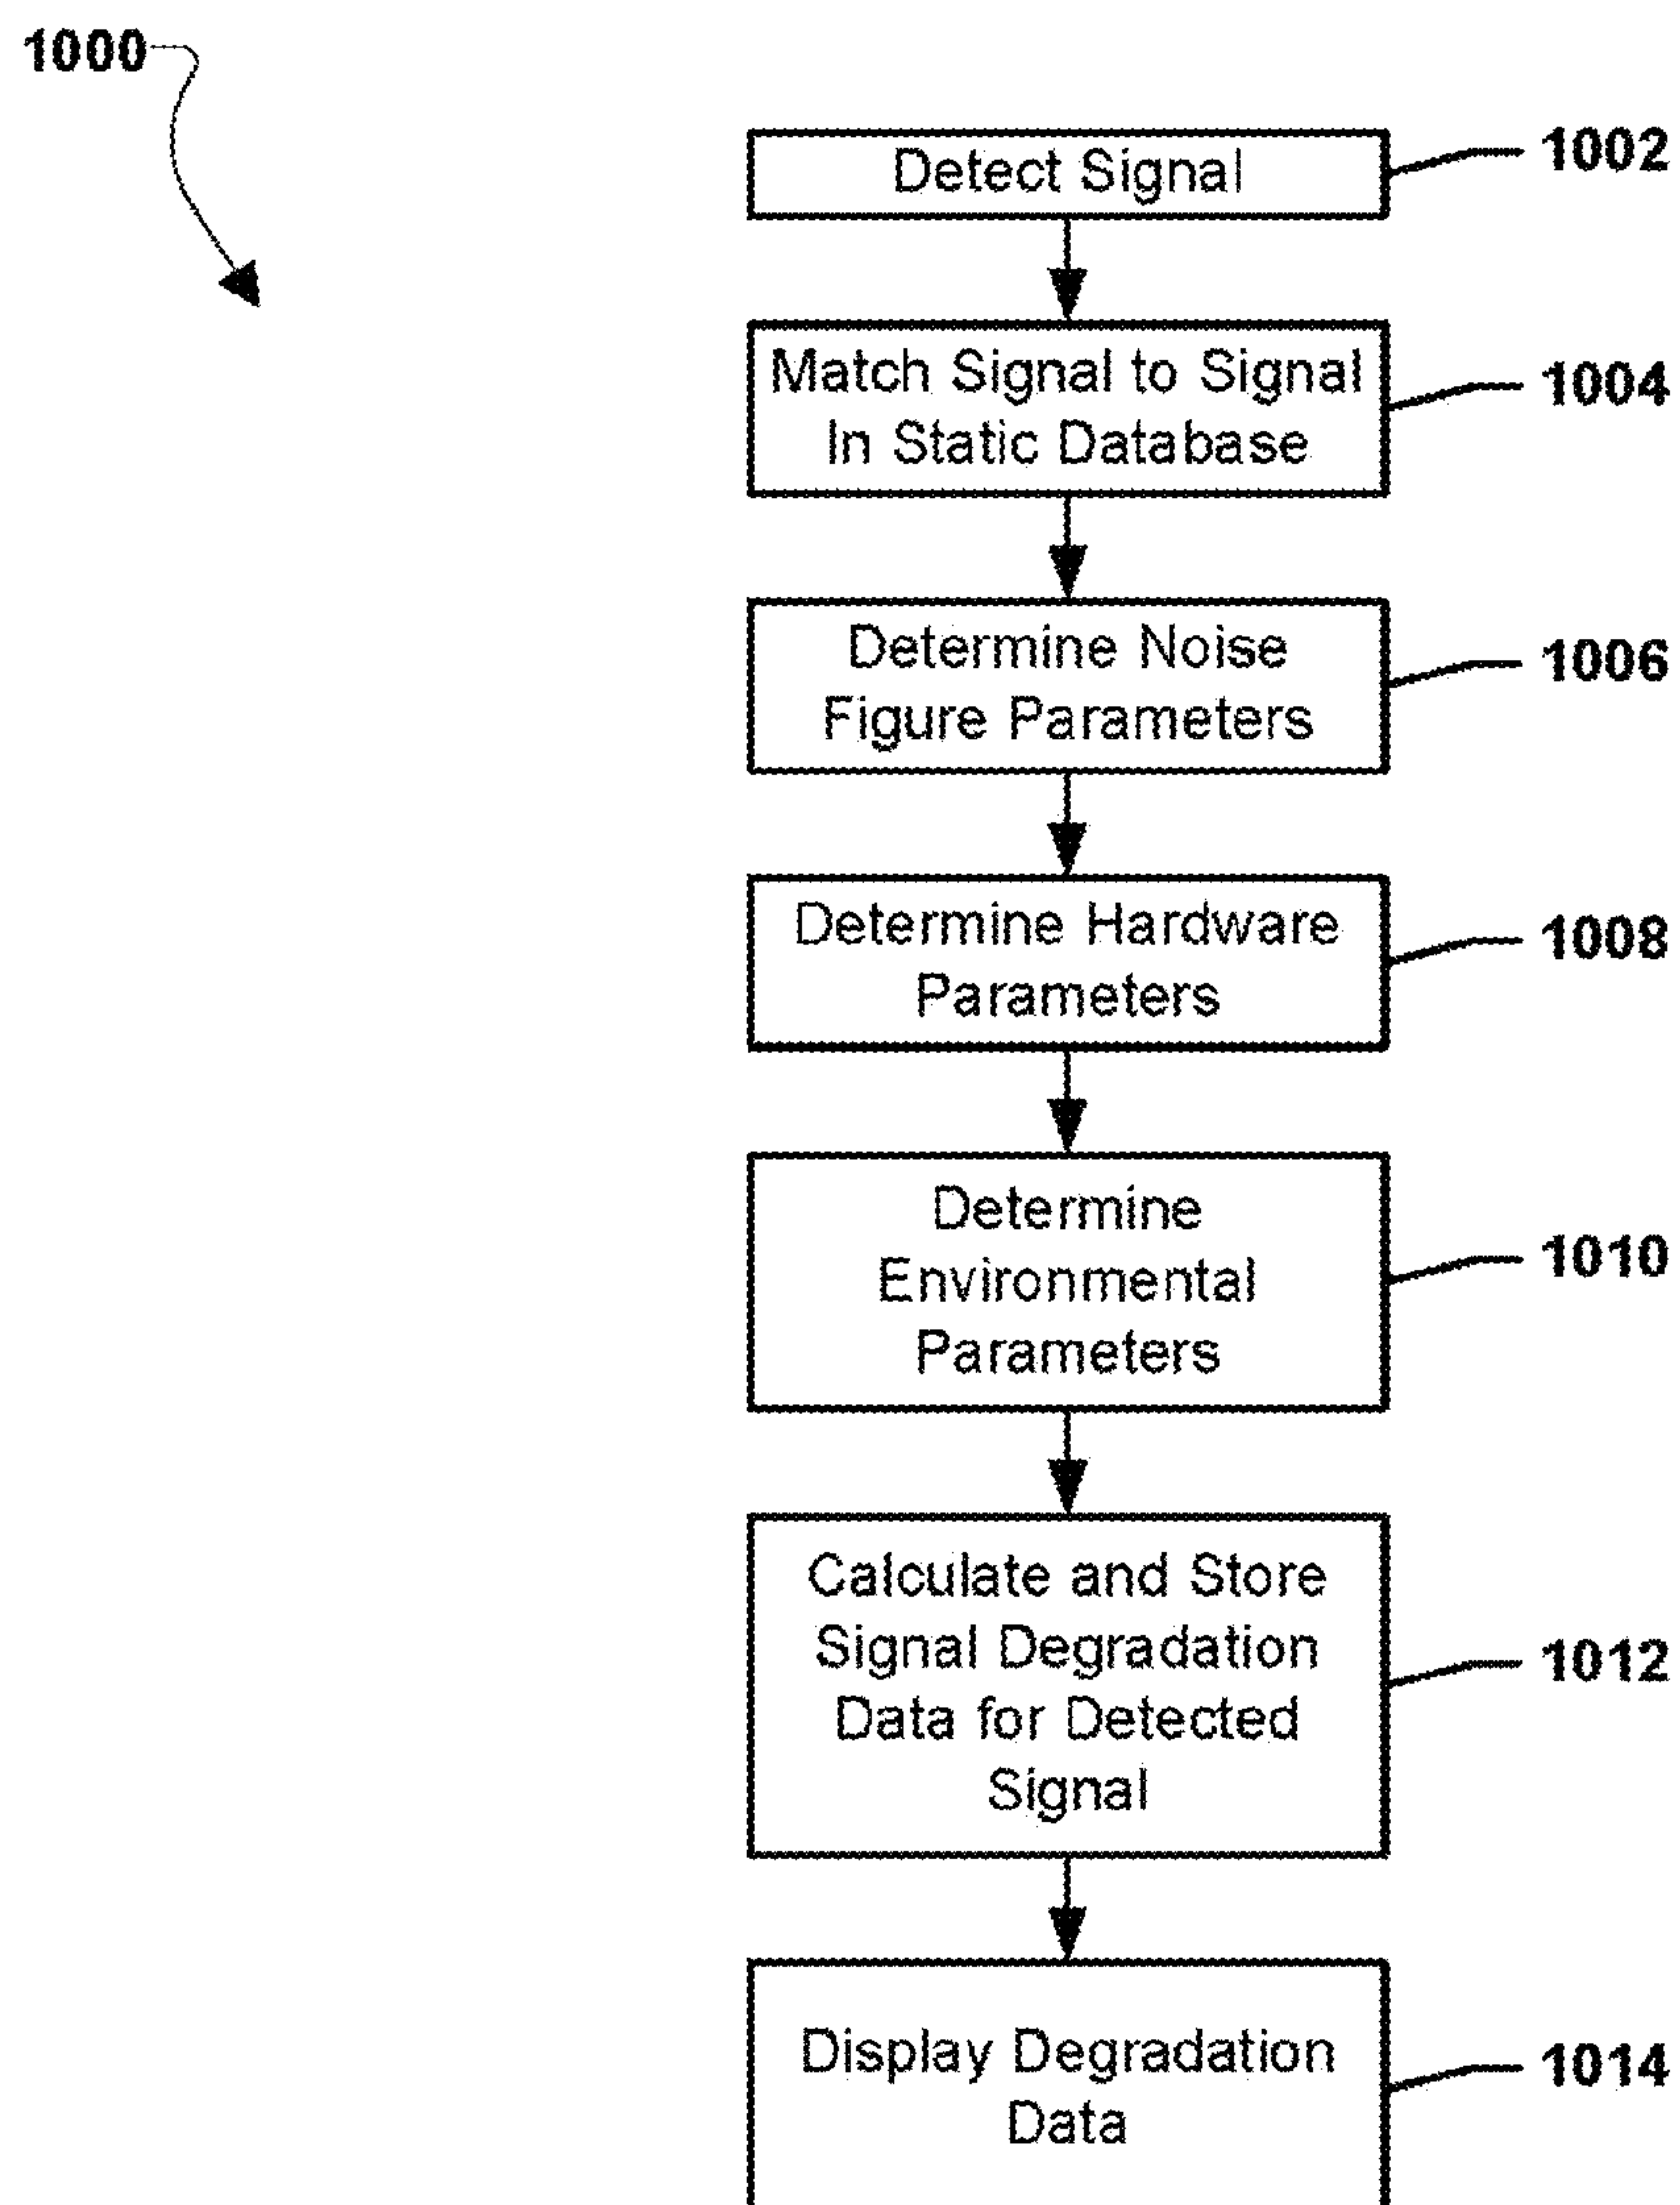 1000
Detect Signal
1002
Match Signal to Signal
In Static Database
1004
Determine Noise
Figure Parameters
1006
Determine Hardware
Parameters
1008
Determine
Environmental
Parameters
1010
Calculate and Store
Signal Degradation
Data for Detected
Signal
1012
Display Degradation
Data
1014